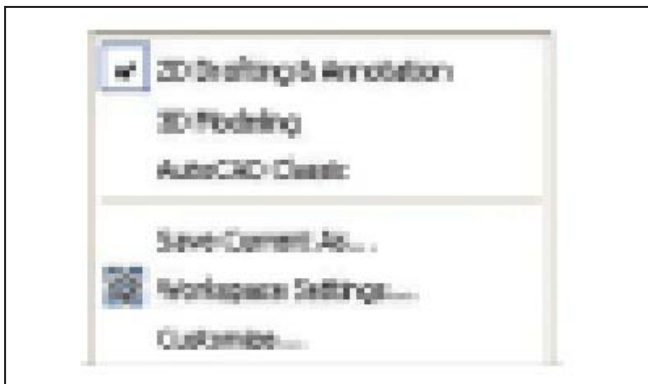 2D Drafting & Annotation
3D Modeling
AutoCAD Classic
Save Current As...
Workspace Settings...
Customize...